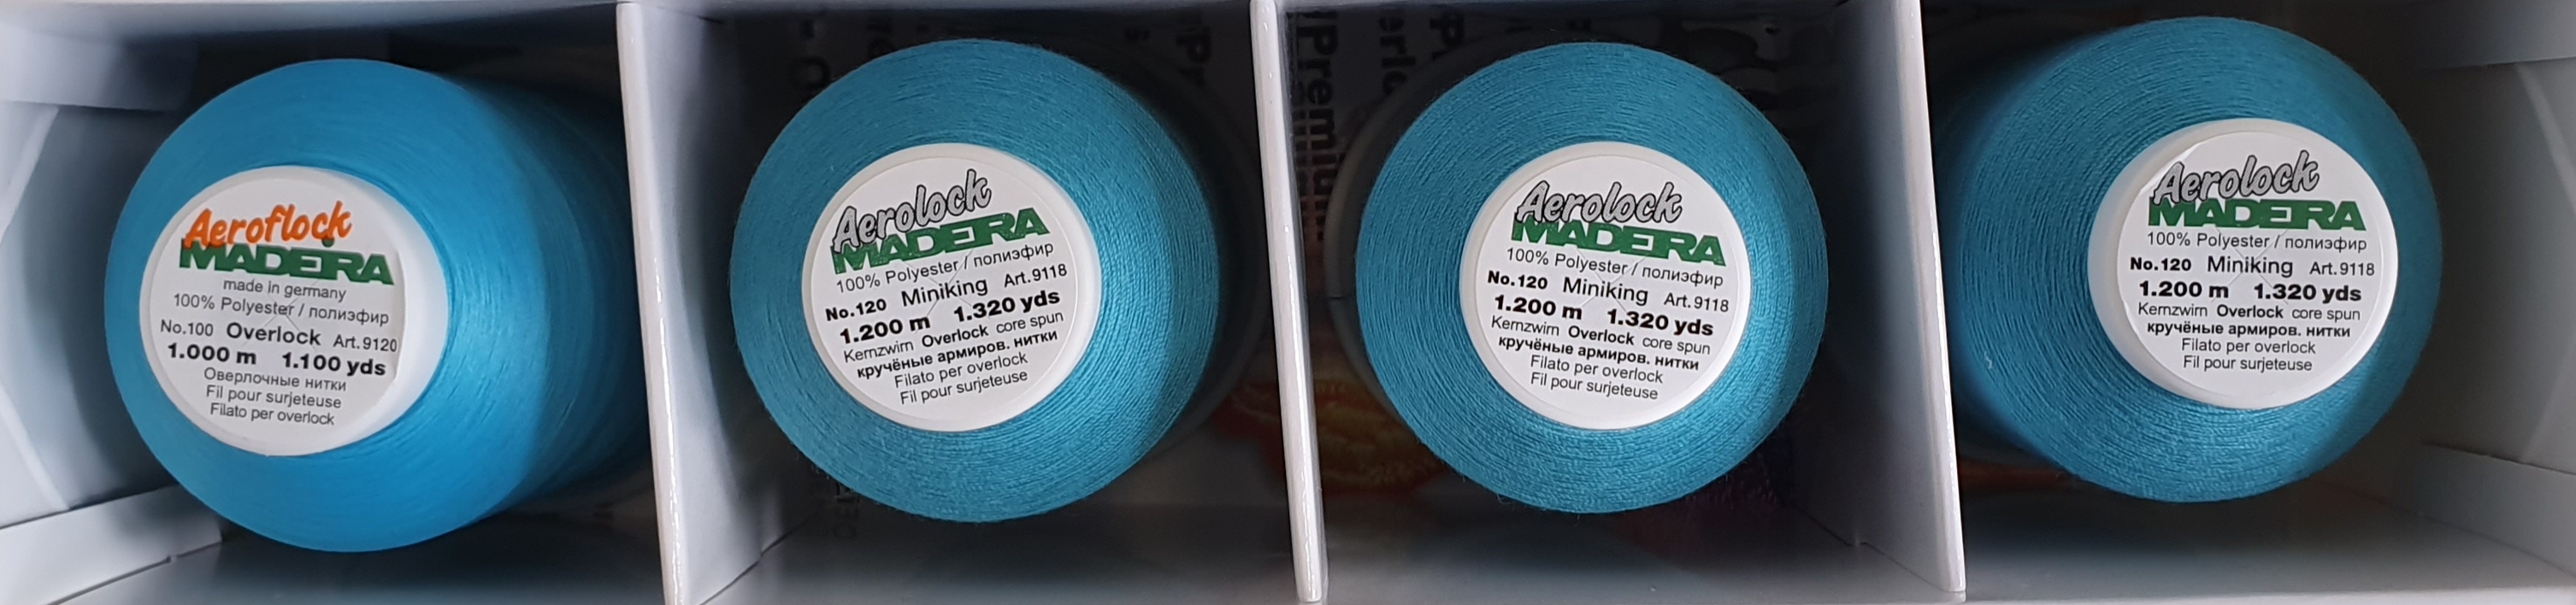 Aeroflock
MADEIRA
made in germany
100% Polyester / полиэфир
No.100 Overlock Art.9120
1.000 m 1.100 yds
Оверлочные нитки
Fil pour surjeteuse
Filato per overlock
Aerolock
MADEIRA
100% Polyester / полиэфир
No.120 Miniking Art.9118
1.200 m 1.320 yds
Kernzwirn Overlock core spun
кручёные армиров. нитки
Filato per overlock
Fil pour surjeteuse
Aerolock
MADEIRA
100% Polyester / полиэфир
No.120 Miniking Art.9118
1.200 m 1.320 yds
Kernzwirn Overlock core spun
кручёные армиров. нитки
Filato per overlock
Fil pour surjeteuse
Aerolock
MADEIRA
100% Polyester / полиэфир
No.120 Miniking Art.9118
1.200 m 1.320 yds
Kernzwirn Overlock core spun
кручёные армиров. нитки
Filato per overlock
Fil pour surjeteuse